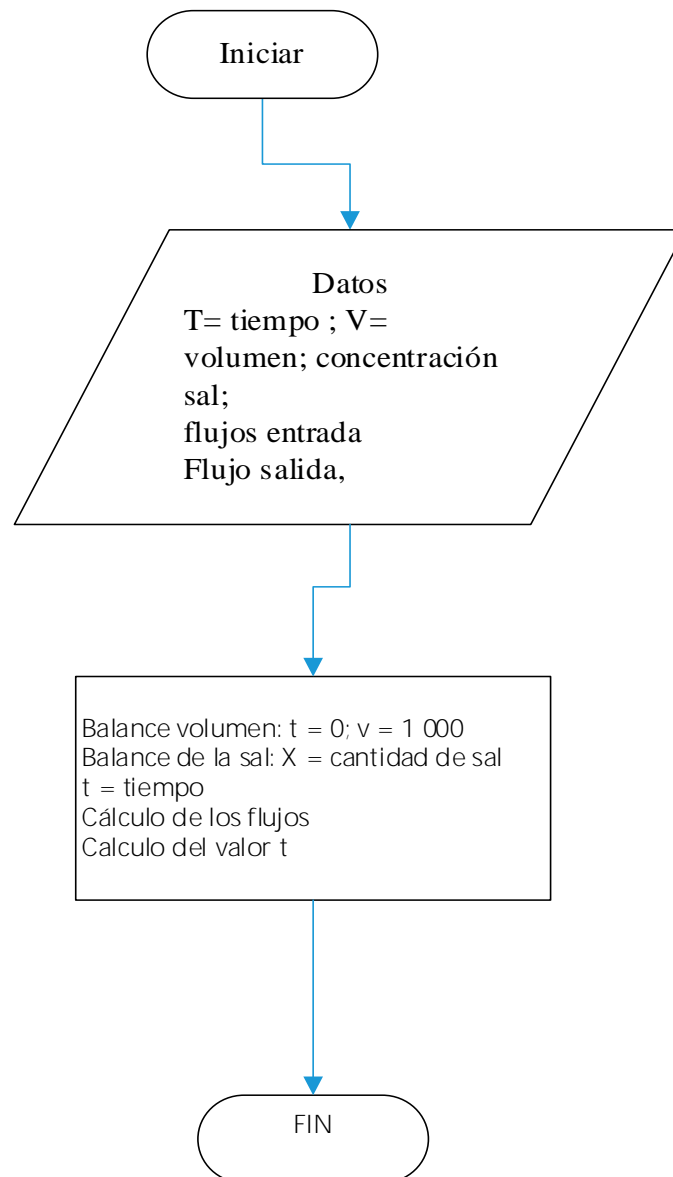 Iniciar
Datos
T= tiempo ; V=
volumen; concentración
sal;
flujos entrada
Flujo salida,
Balance volumen: t = 0; v = 1 000
Balance de la sal: X = cantidad de sal
t = tiempo
Cálculo de los flujos
Calculo del valor t
FIN